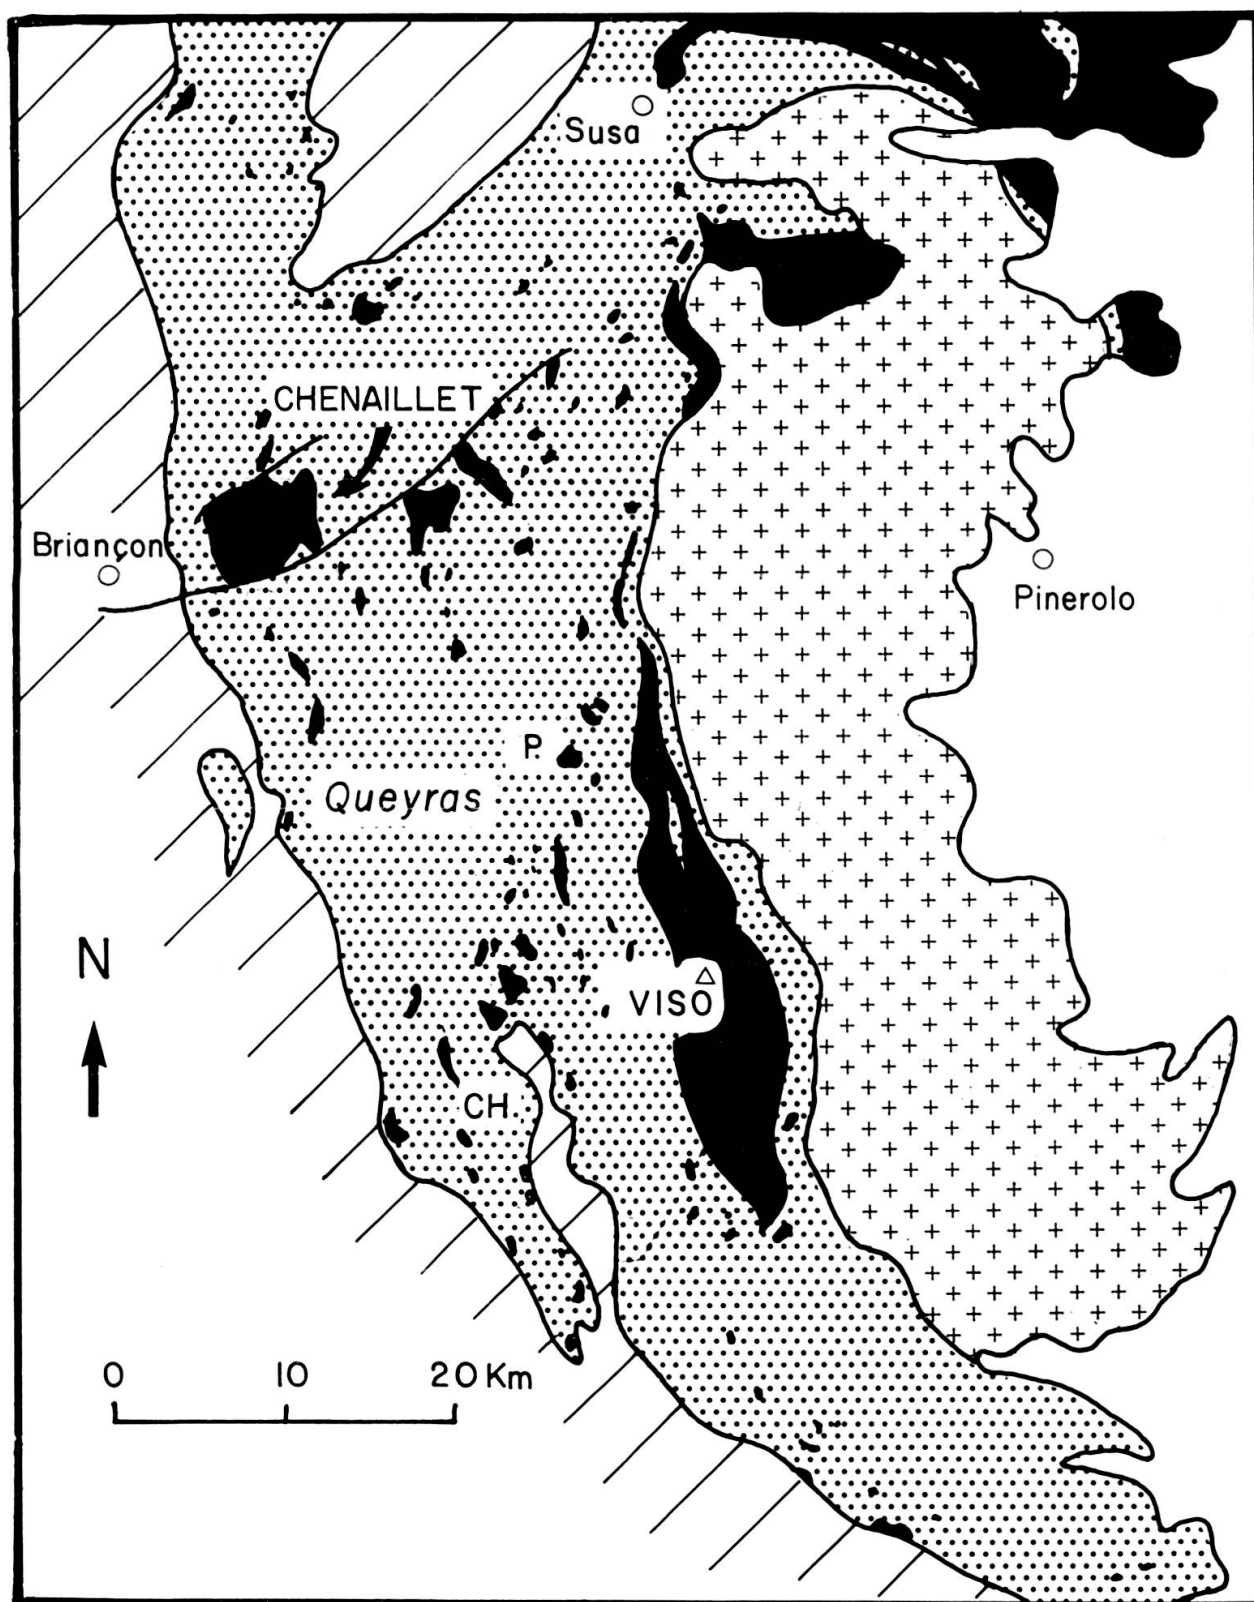 Susa
CHENAILLET
Briançon
Pinerolo
P.
Queyras
N
VISO
CH.
0 10 20 Km